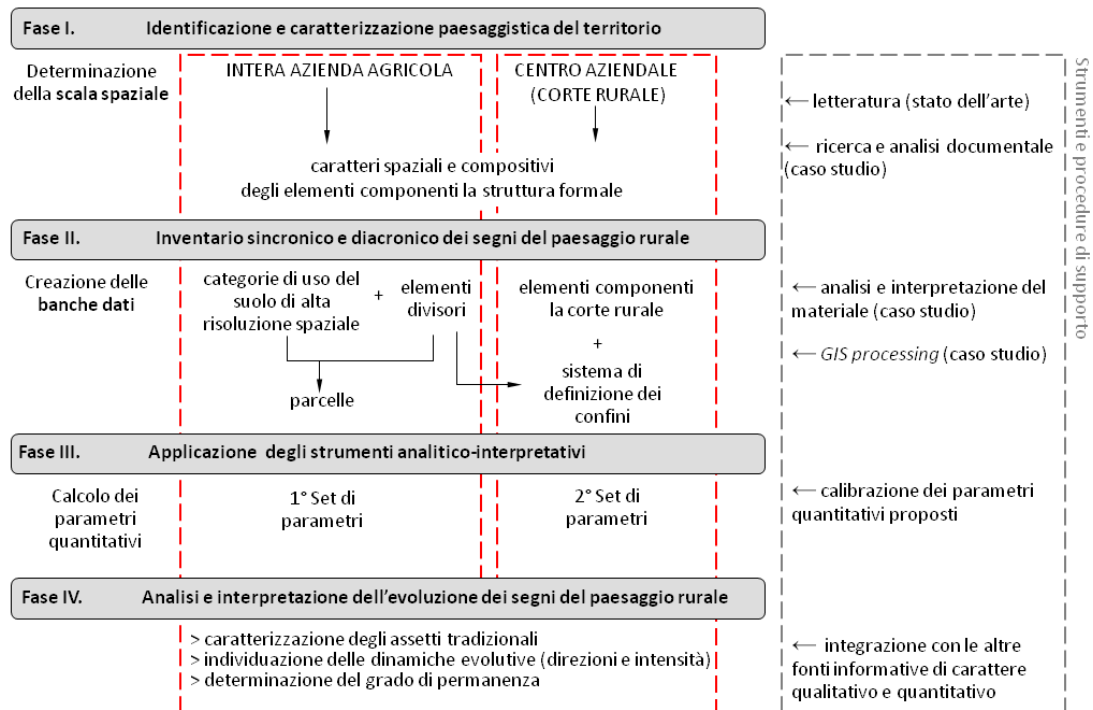 Fase I. Identificazione e caratterizzazione paesaggistica del territorio
Determinazione
della scala spaziale
INTERA AZIENDA AGRICOLA
CENTRO AZIENDALE
(CORTE RURALE)
caratteri spaziali e compositivi
degli elementi componenti la struttura formale
← letteratura (stato dell'arte)
← ricerca e analisi documentale
(caso studio)
Strumenti e procedure di supporto
Fase II. Inventario sincronico e diacronico dei segni del paesaggio rurale
Creazione delle
banche dati
categorie di uso del
suolo di alta
risoluzione spaziale
+
elementi
divisori
parcelle
elementi componenti
la corte rurale
+
sistema di
definizione dei
confini
← analisi e interpretazione del
materiale (caso studio)
← GIS processing (caso studio)
Fase III. Applicazione degli strumenti analitico-interpretativi
Calcolo dei
parametri
quantitativi
1° Set di
parametri
2° Set di
parametri
← calibrazione dei parametri
quantitativi proposti
Fase IV. Analisi e interpretazione dell'evoluzione dei segni del paesaggio rurale
> caratterizzazione degli assetti tradizionali
> individuazione delle dinamiche evolutive (direzioni e intensità)
> determinazione del grado di permanenza
← integrazione con le altre
fonti informative di carattere
qualitativo e quantitativo